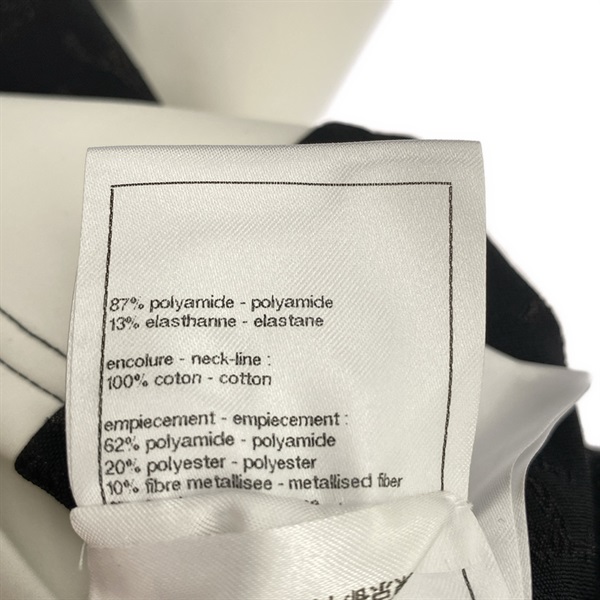 87% polyamide - polyamide
13% elasthanne - elastane
encolure - neck-line :
100% coton - cotton
empiecement - empiecement :
62% polyamide - polyamide
20% polyester - polyester
10% fibre metallisee - metallised fiber